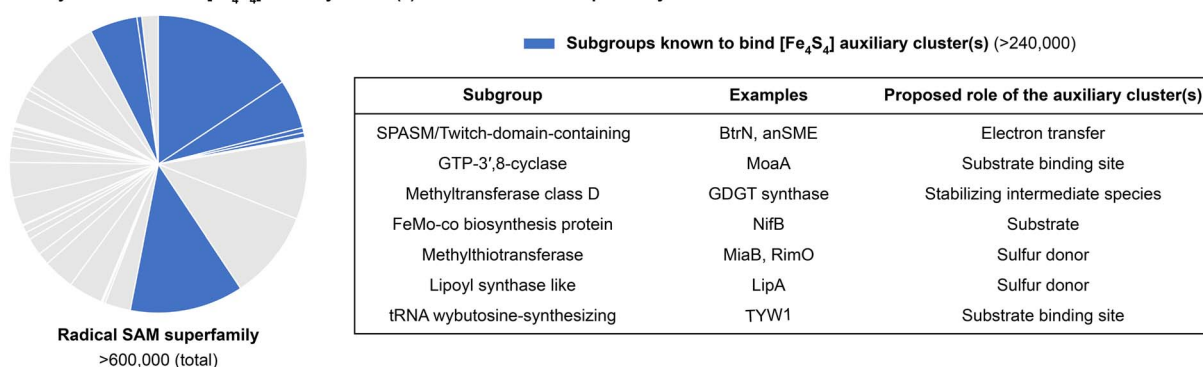 Subgroups known to bind [Fe₄S₄] auxiliary cluster(s) (>240,000)
Subgroup Examples Proposed role of the auxiliary cluster(s)
SPASM/Twitch-domain-containing BtrN, anSME Electron transfer
GTP-3′,8-cyclase MoaA Substrate binding site
Methyltransferase class D GDGT synthase Stabilizing intermediate species
FeMo-co biosynthesis protein NifB Substrate
Methylthiotransferase MiaB, RimO Sulfur donor
Lipoyl synthase like LipA Sulfur donor
tRNA wybutosine-synthesizing TYW1 Substrate binding site
Radical SAM superfamily
>600,000 (total)